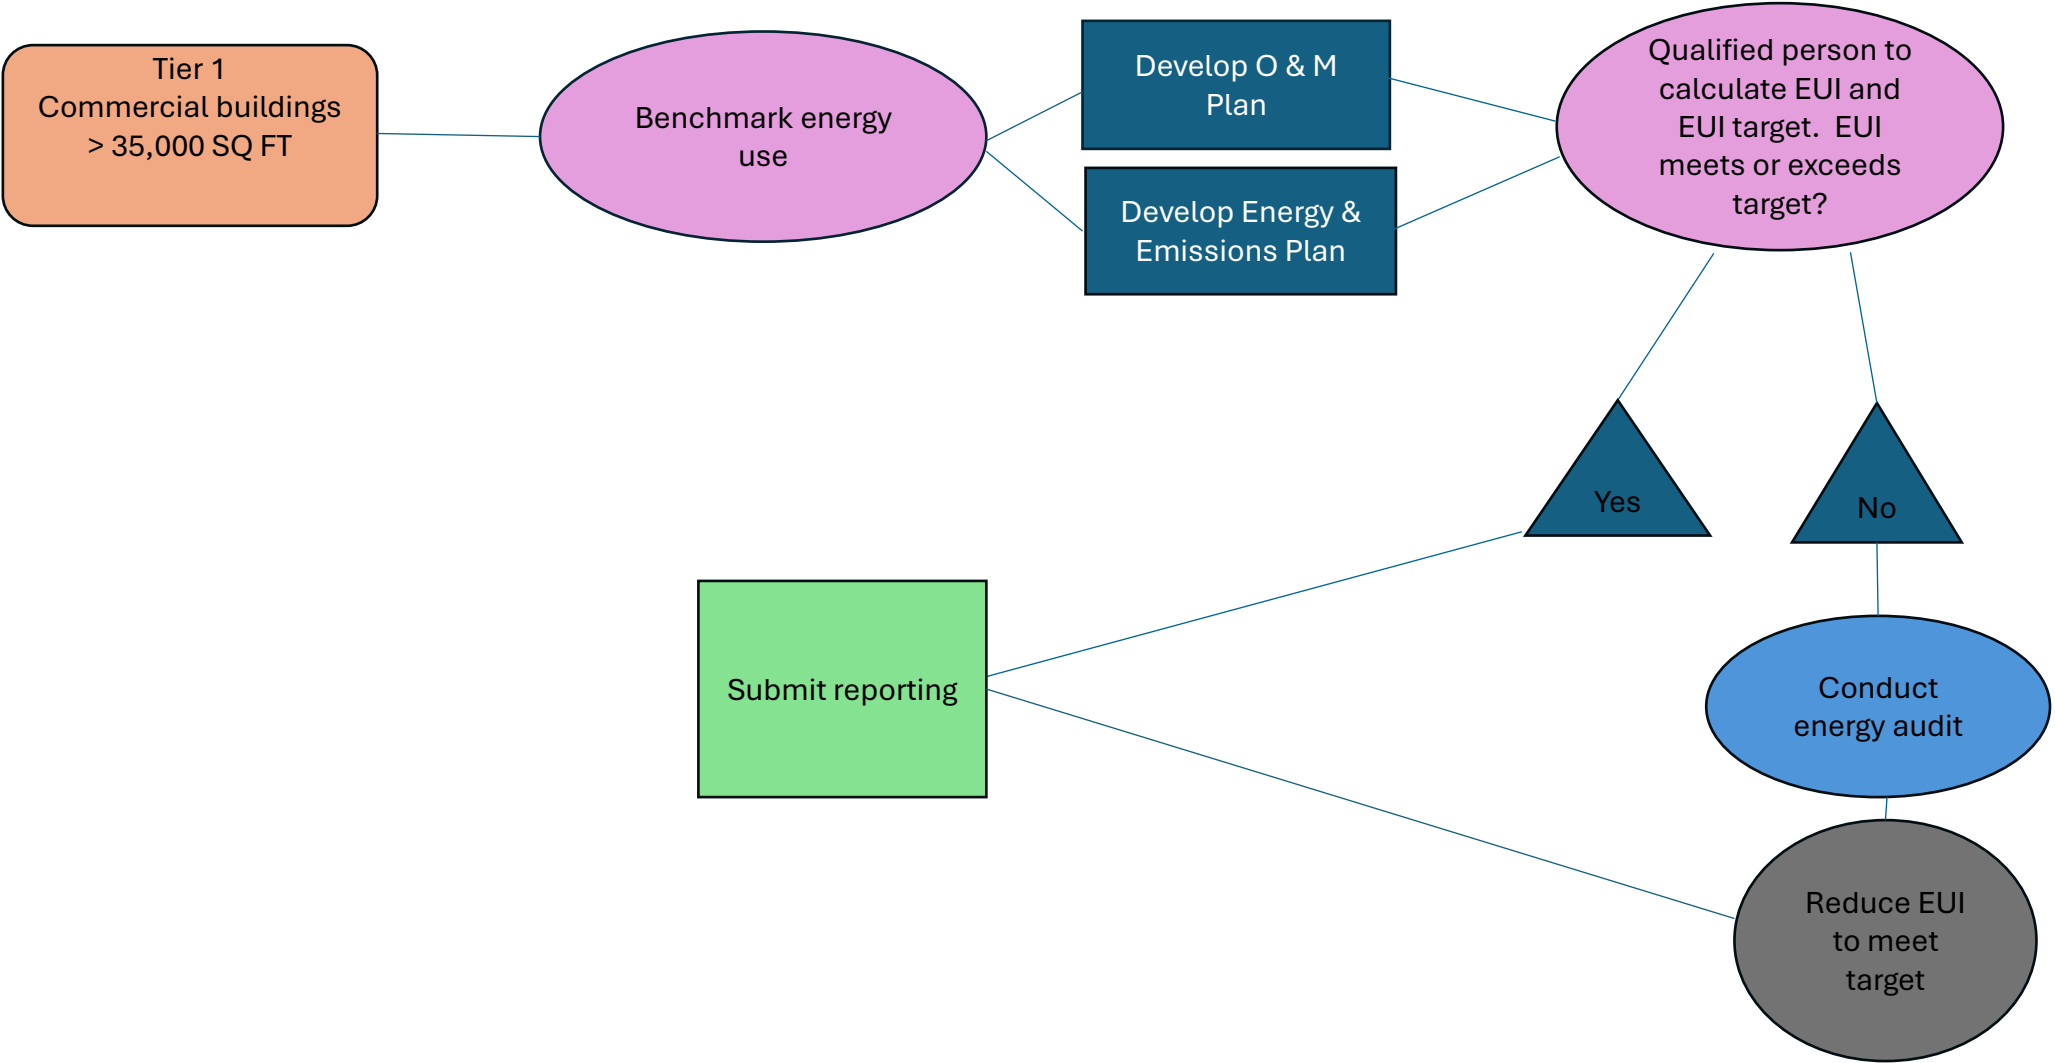 Tier 1
Commercial buildings
> 35,000 SQ FT
Benchmark energy
use
Develop O & M
Plan
Develop Energy &
Emissions Plan
Qualified person to
calculate EUI and
EUI target.  EUI
meets or exceeds
target?
Yes
No
Submit reporting
Conduct
energy audit
Reduce EUI
to meet
target